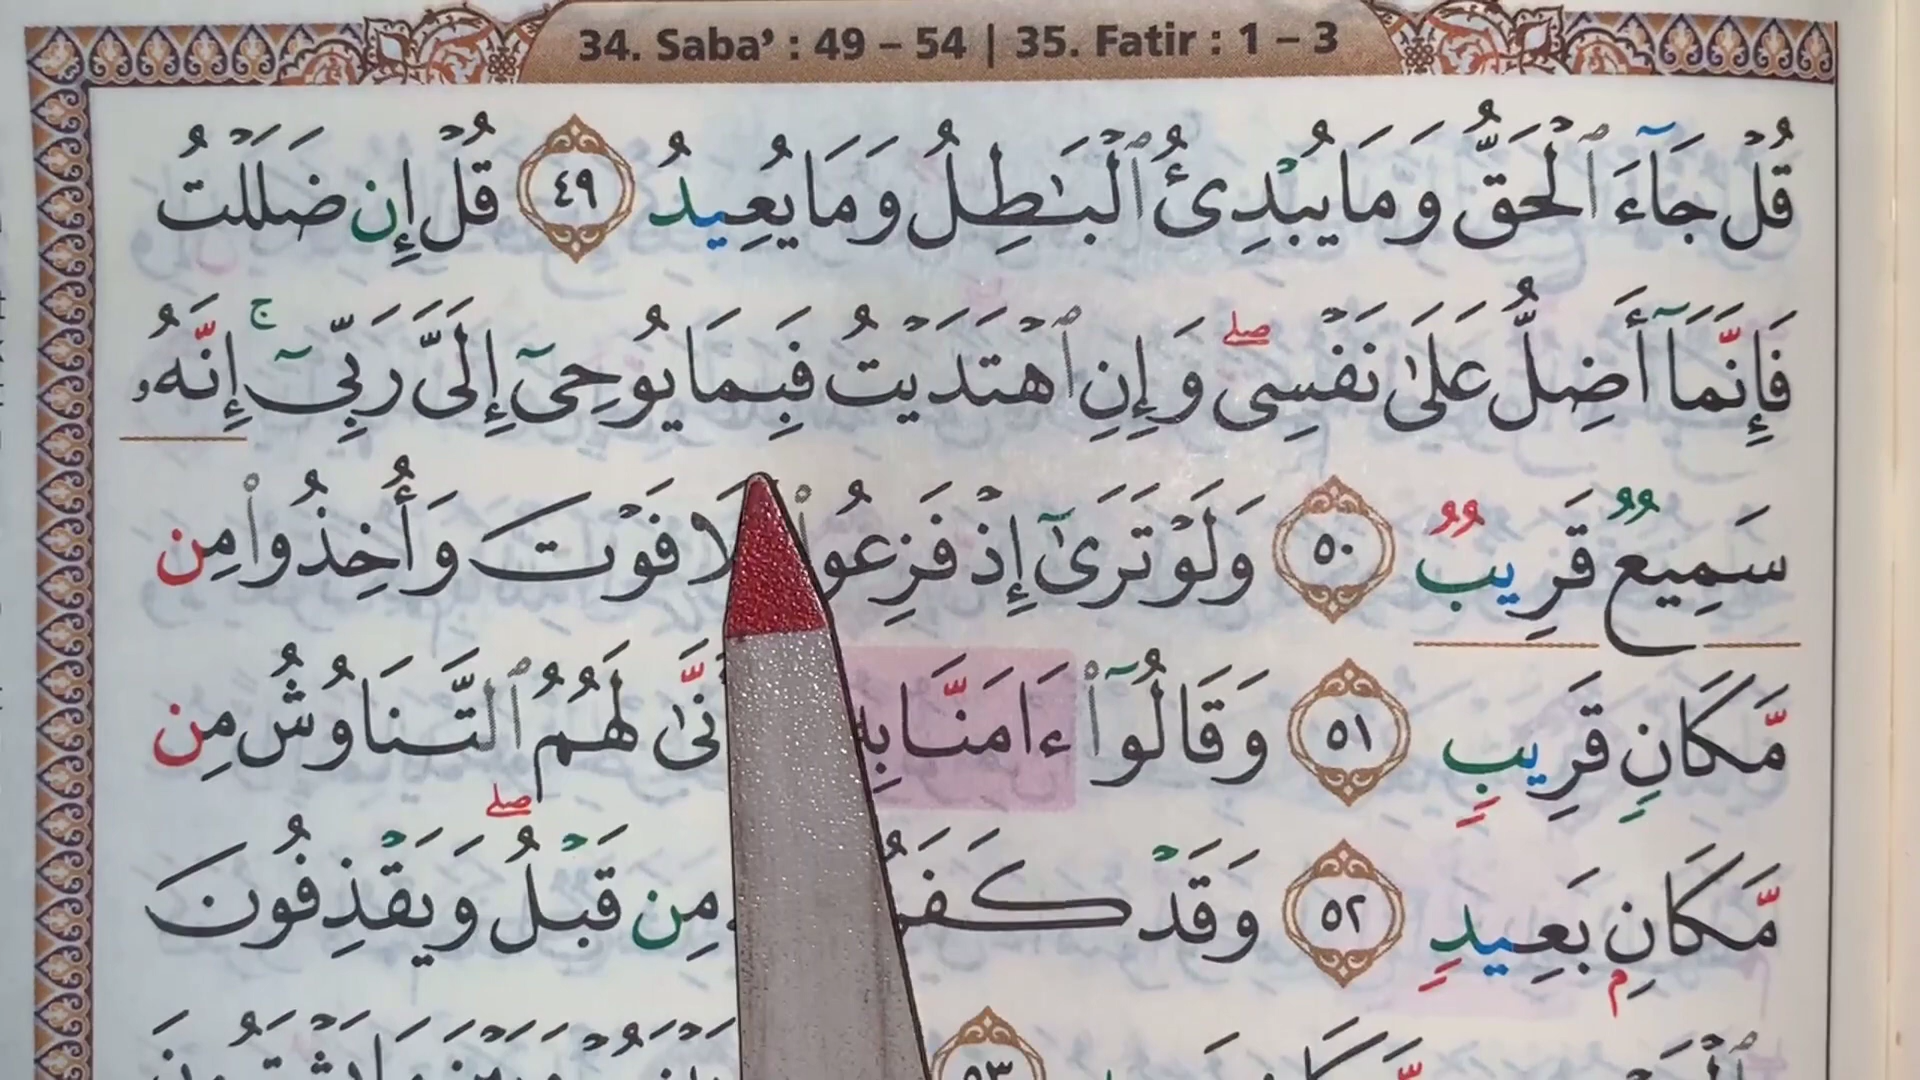 34. Saba’ : 49 – 54 | 35. Fatir : 1 – 3
قُلْ جَآءَ ٱلْحَقُّ وَمَا يُبْدِئُ ٱلْبَـٰطِلُ وَمَا يُعِيدُ ٤٩ قُلْ إِن ضَلَلْتُ
فَإِنَّمَآ أَضِلُّ عَلَىٰ نَفْسِى ۖ وَإِنِ ٱهْتَدَيْتُ فَبِمَا يُوحِىٓ إِلَىَّ رَبِّىٓ ۚ إِنَّهُۥ
سَمِيعٌ قَرِيبٌ ٥٠ وَلَوْ تَرَىٰٓ إِذْ فَزِعُوا۟ لَا فَوْتَ وَأُخِذُوا۟ مِن
مَّكَانٍ قَرِيبٍ ٥١ وَقَالُوٓا۟ ءَامَنَّا لَهُمُ ٱلتَّنَاوُشُ مِن
مَّكَانٍۭ بَعِيدٍ ٥٢ وَقَدْ مِن قَبْلُ ۖ وَيَقْذِفُونَ
٥٣